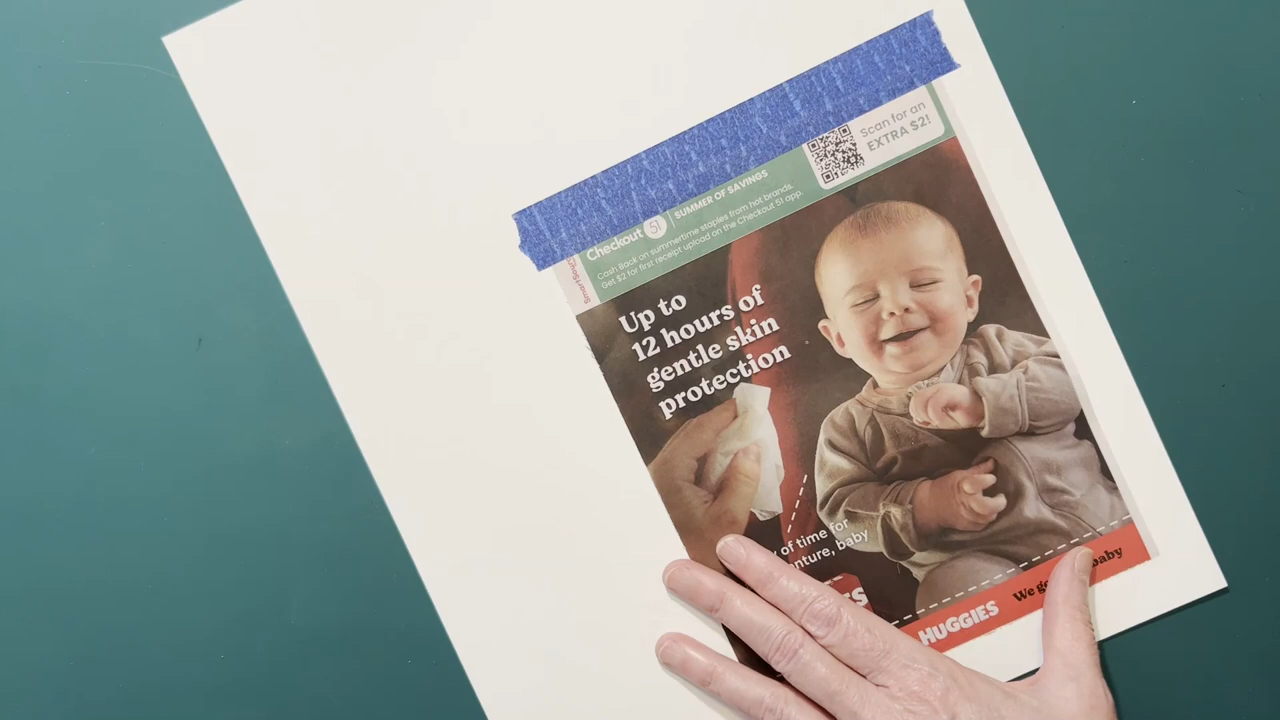 Scan for an
EXTRA $2!
Checkout 51 | SUMMER OF SAVINGS
Cash Back on summertime staples from hot brands.
Get $2 for first receipt upload on the Checkout 51 app.
Up to
12 hours of
gentle skin
protection
of time for
baby
HUGGIES
We baby